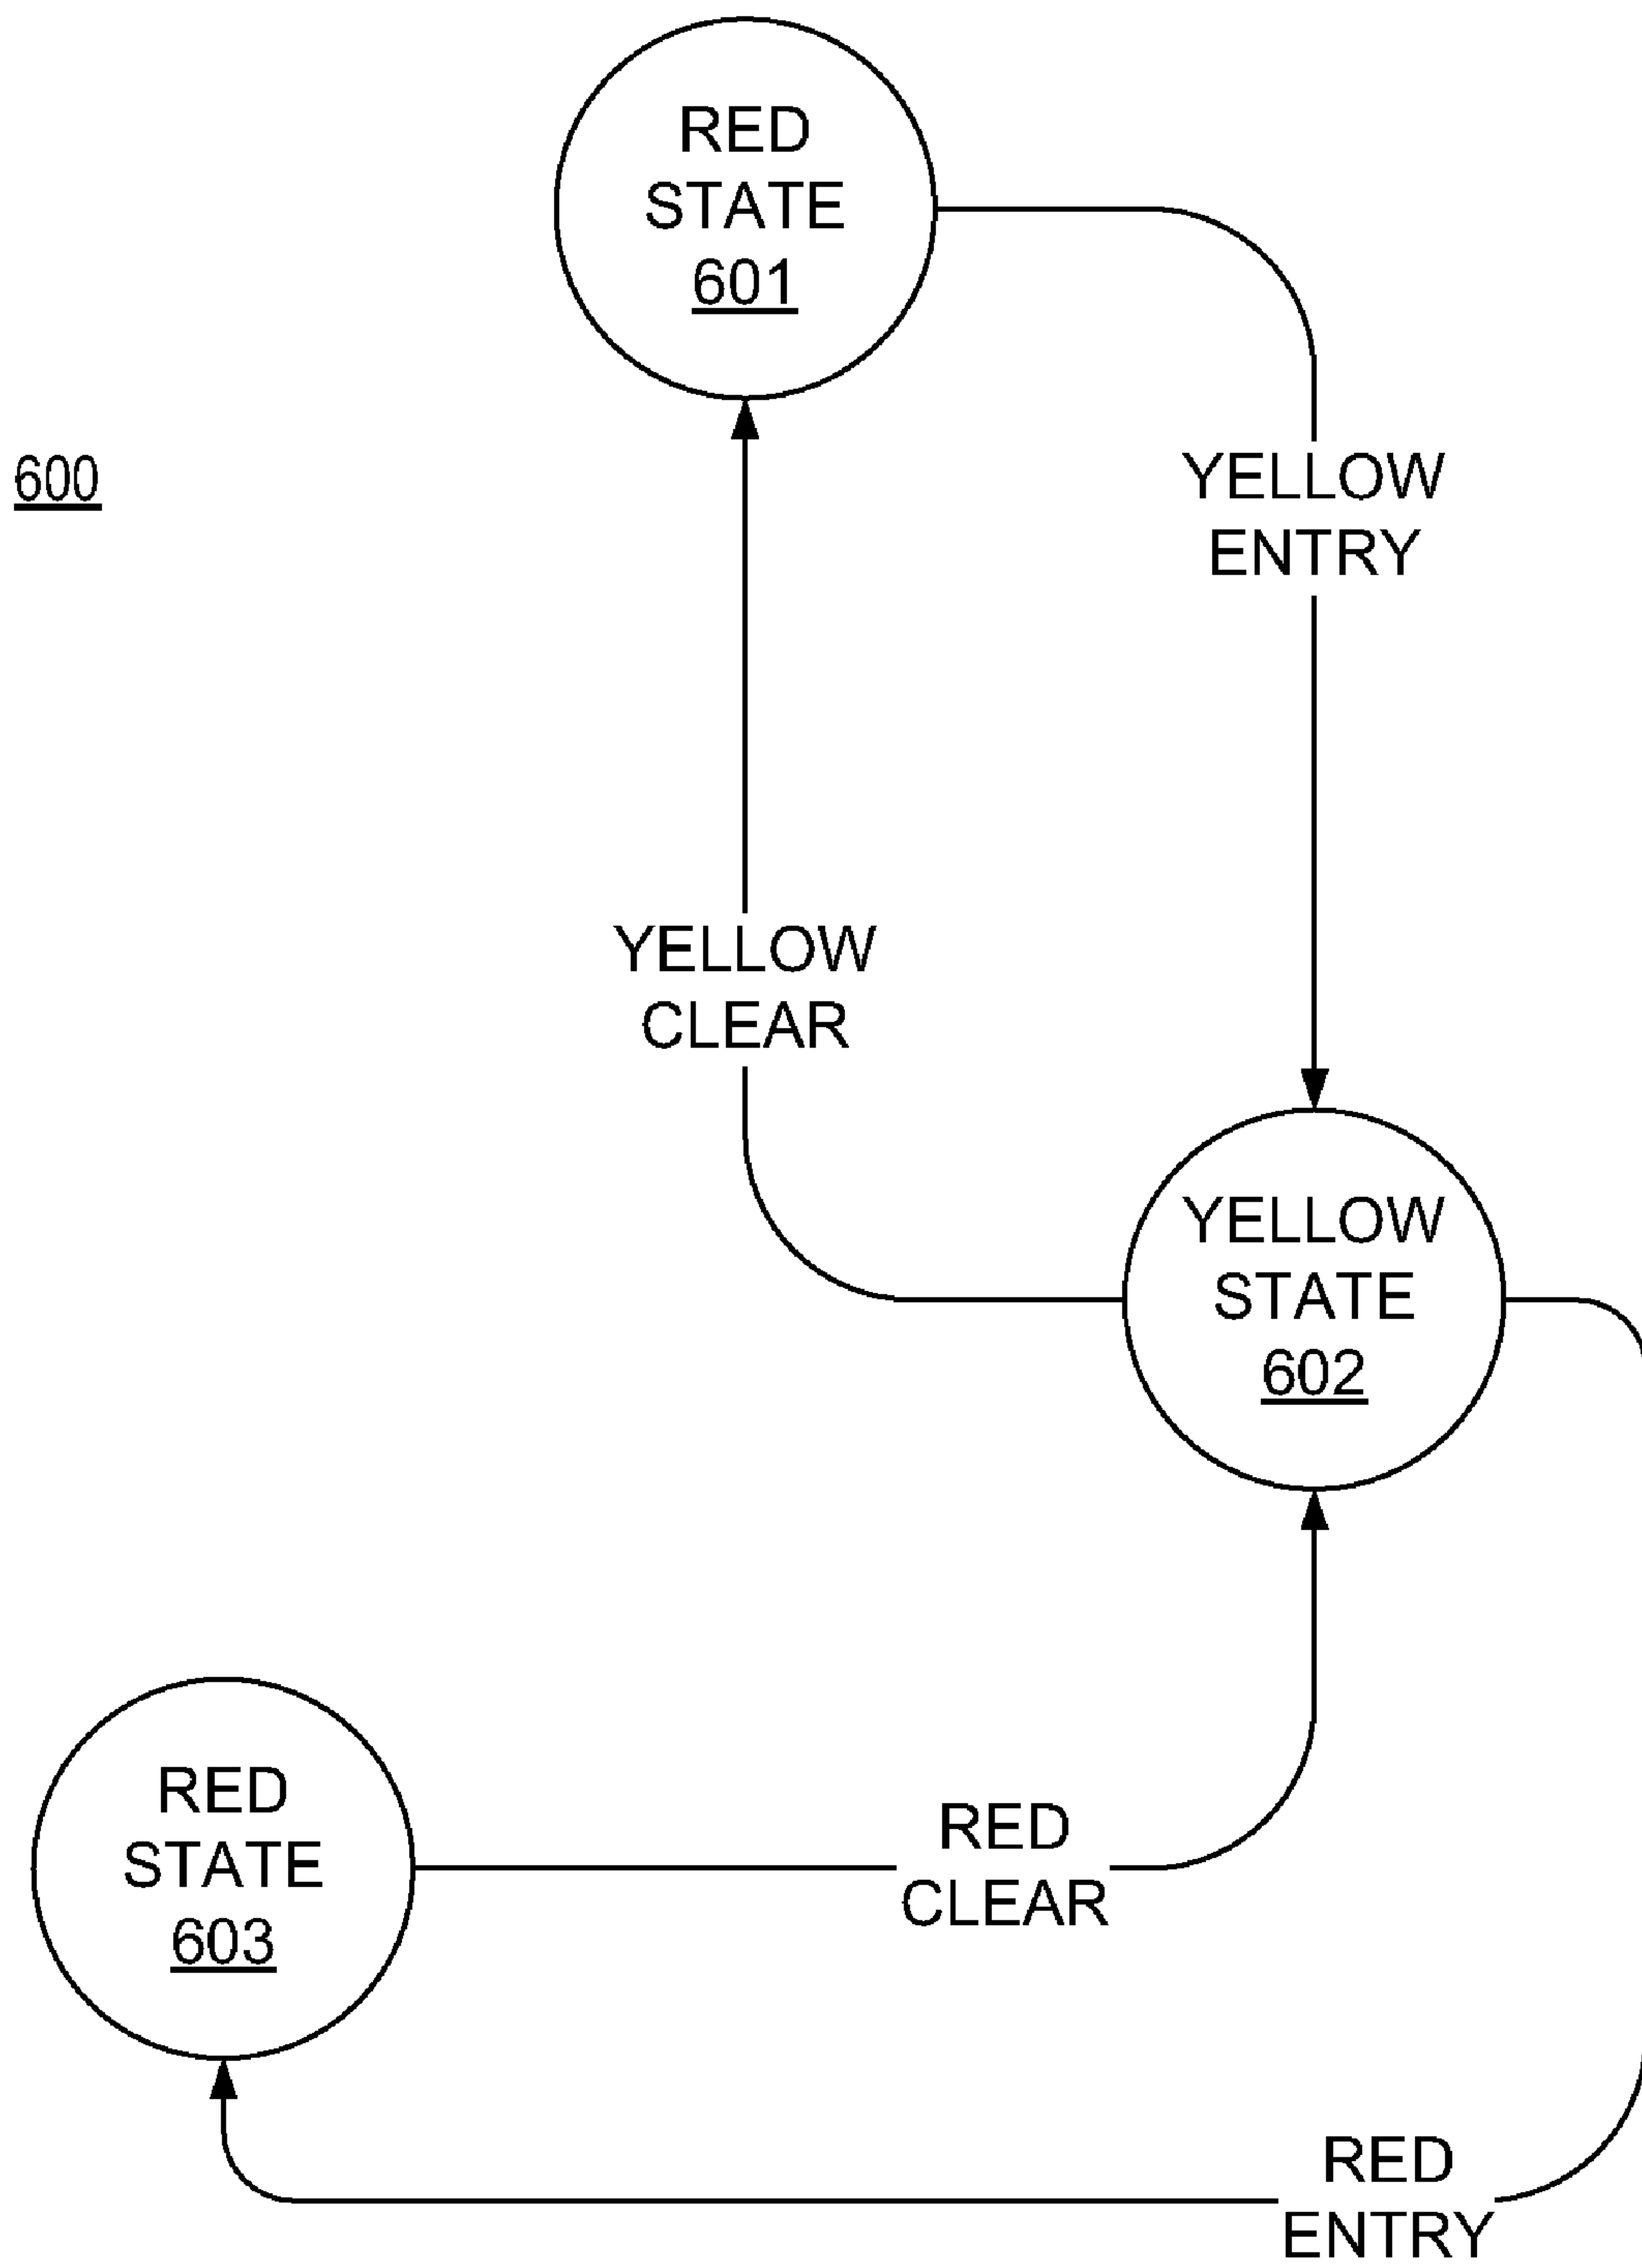 RED
STATE
601
600
YELLOW
ENTRY
YELLOW
CLEAR
YELLOW
STATE
602
RED
STATE
603
RED
CLEAR
RED
ENTRY